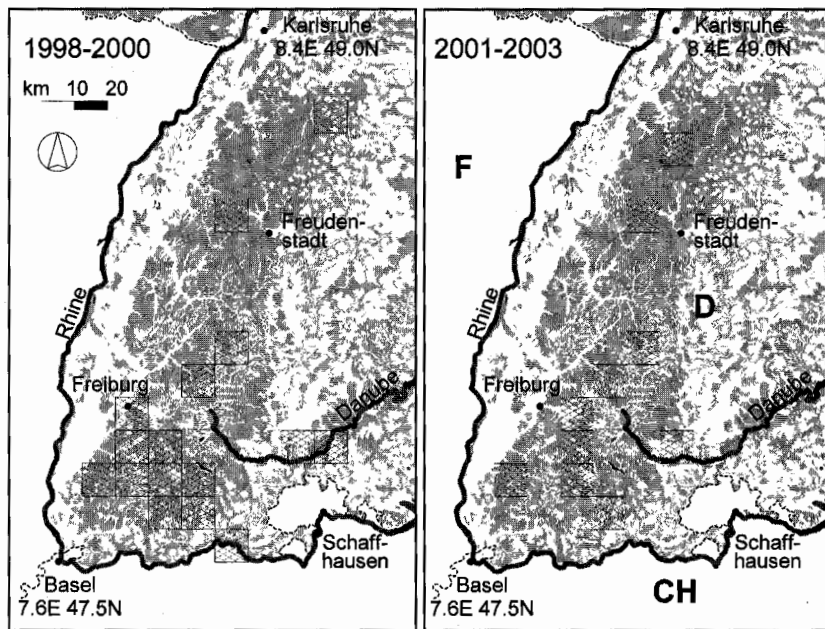 1998-2000
Karlsruhe
8.4E 49.0N
km 10 20
Freuden-
stadt
Rhine
Freiburg
Danube
Schaff-
hausen
Basel
7.6E 47.5N
2001-2003
Karlsruhe
8.4E 49.0N
F
Freuden-
stadt
D
Rhine
Freiburg
Danube
Schaff-
hausen
Basel
7.6E 47.5N
CH